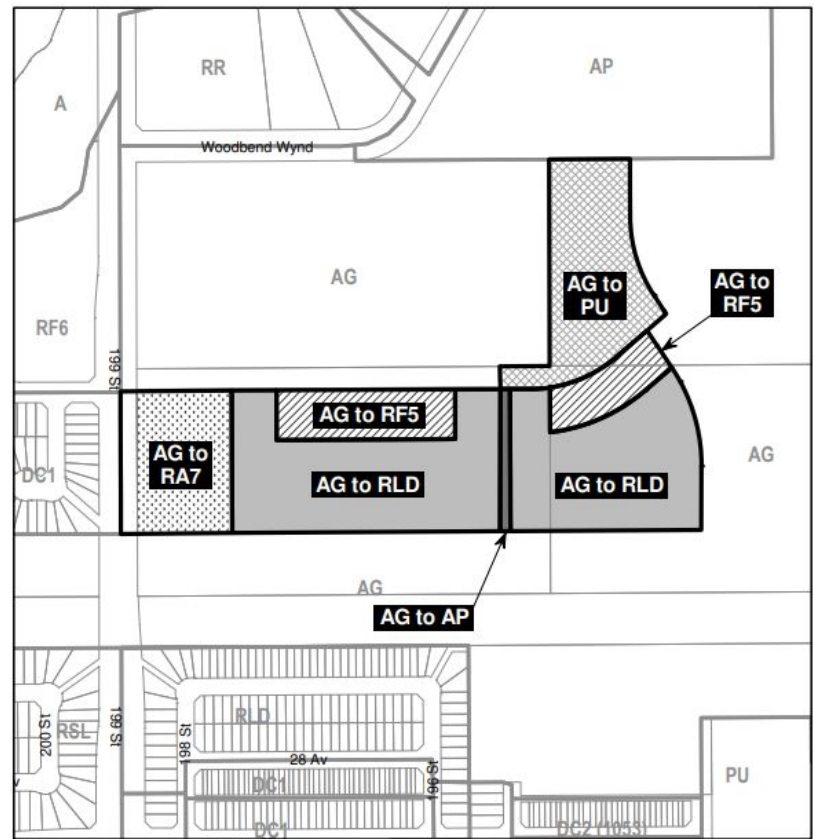 RR
AP
A
Woodbend Wynd
AG
AG to
PU
AG to
RF5
RF6
199 St
AG to RF5
AG to
RA7
DC1
AG to RLD
AG to RLD
AG
AG
AG to AP
200 St
RSL
199 St
198 St
RLD
28 Av
196 St
DC1
PU
DC1
DC2 (1053)